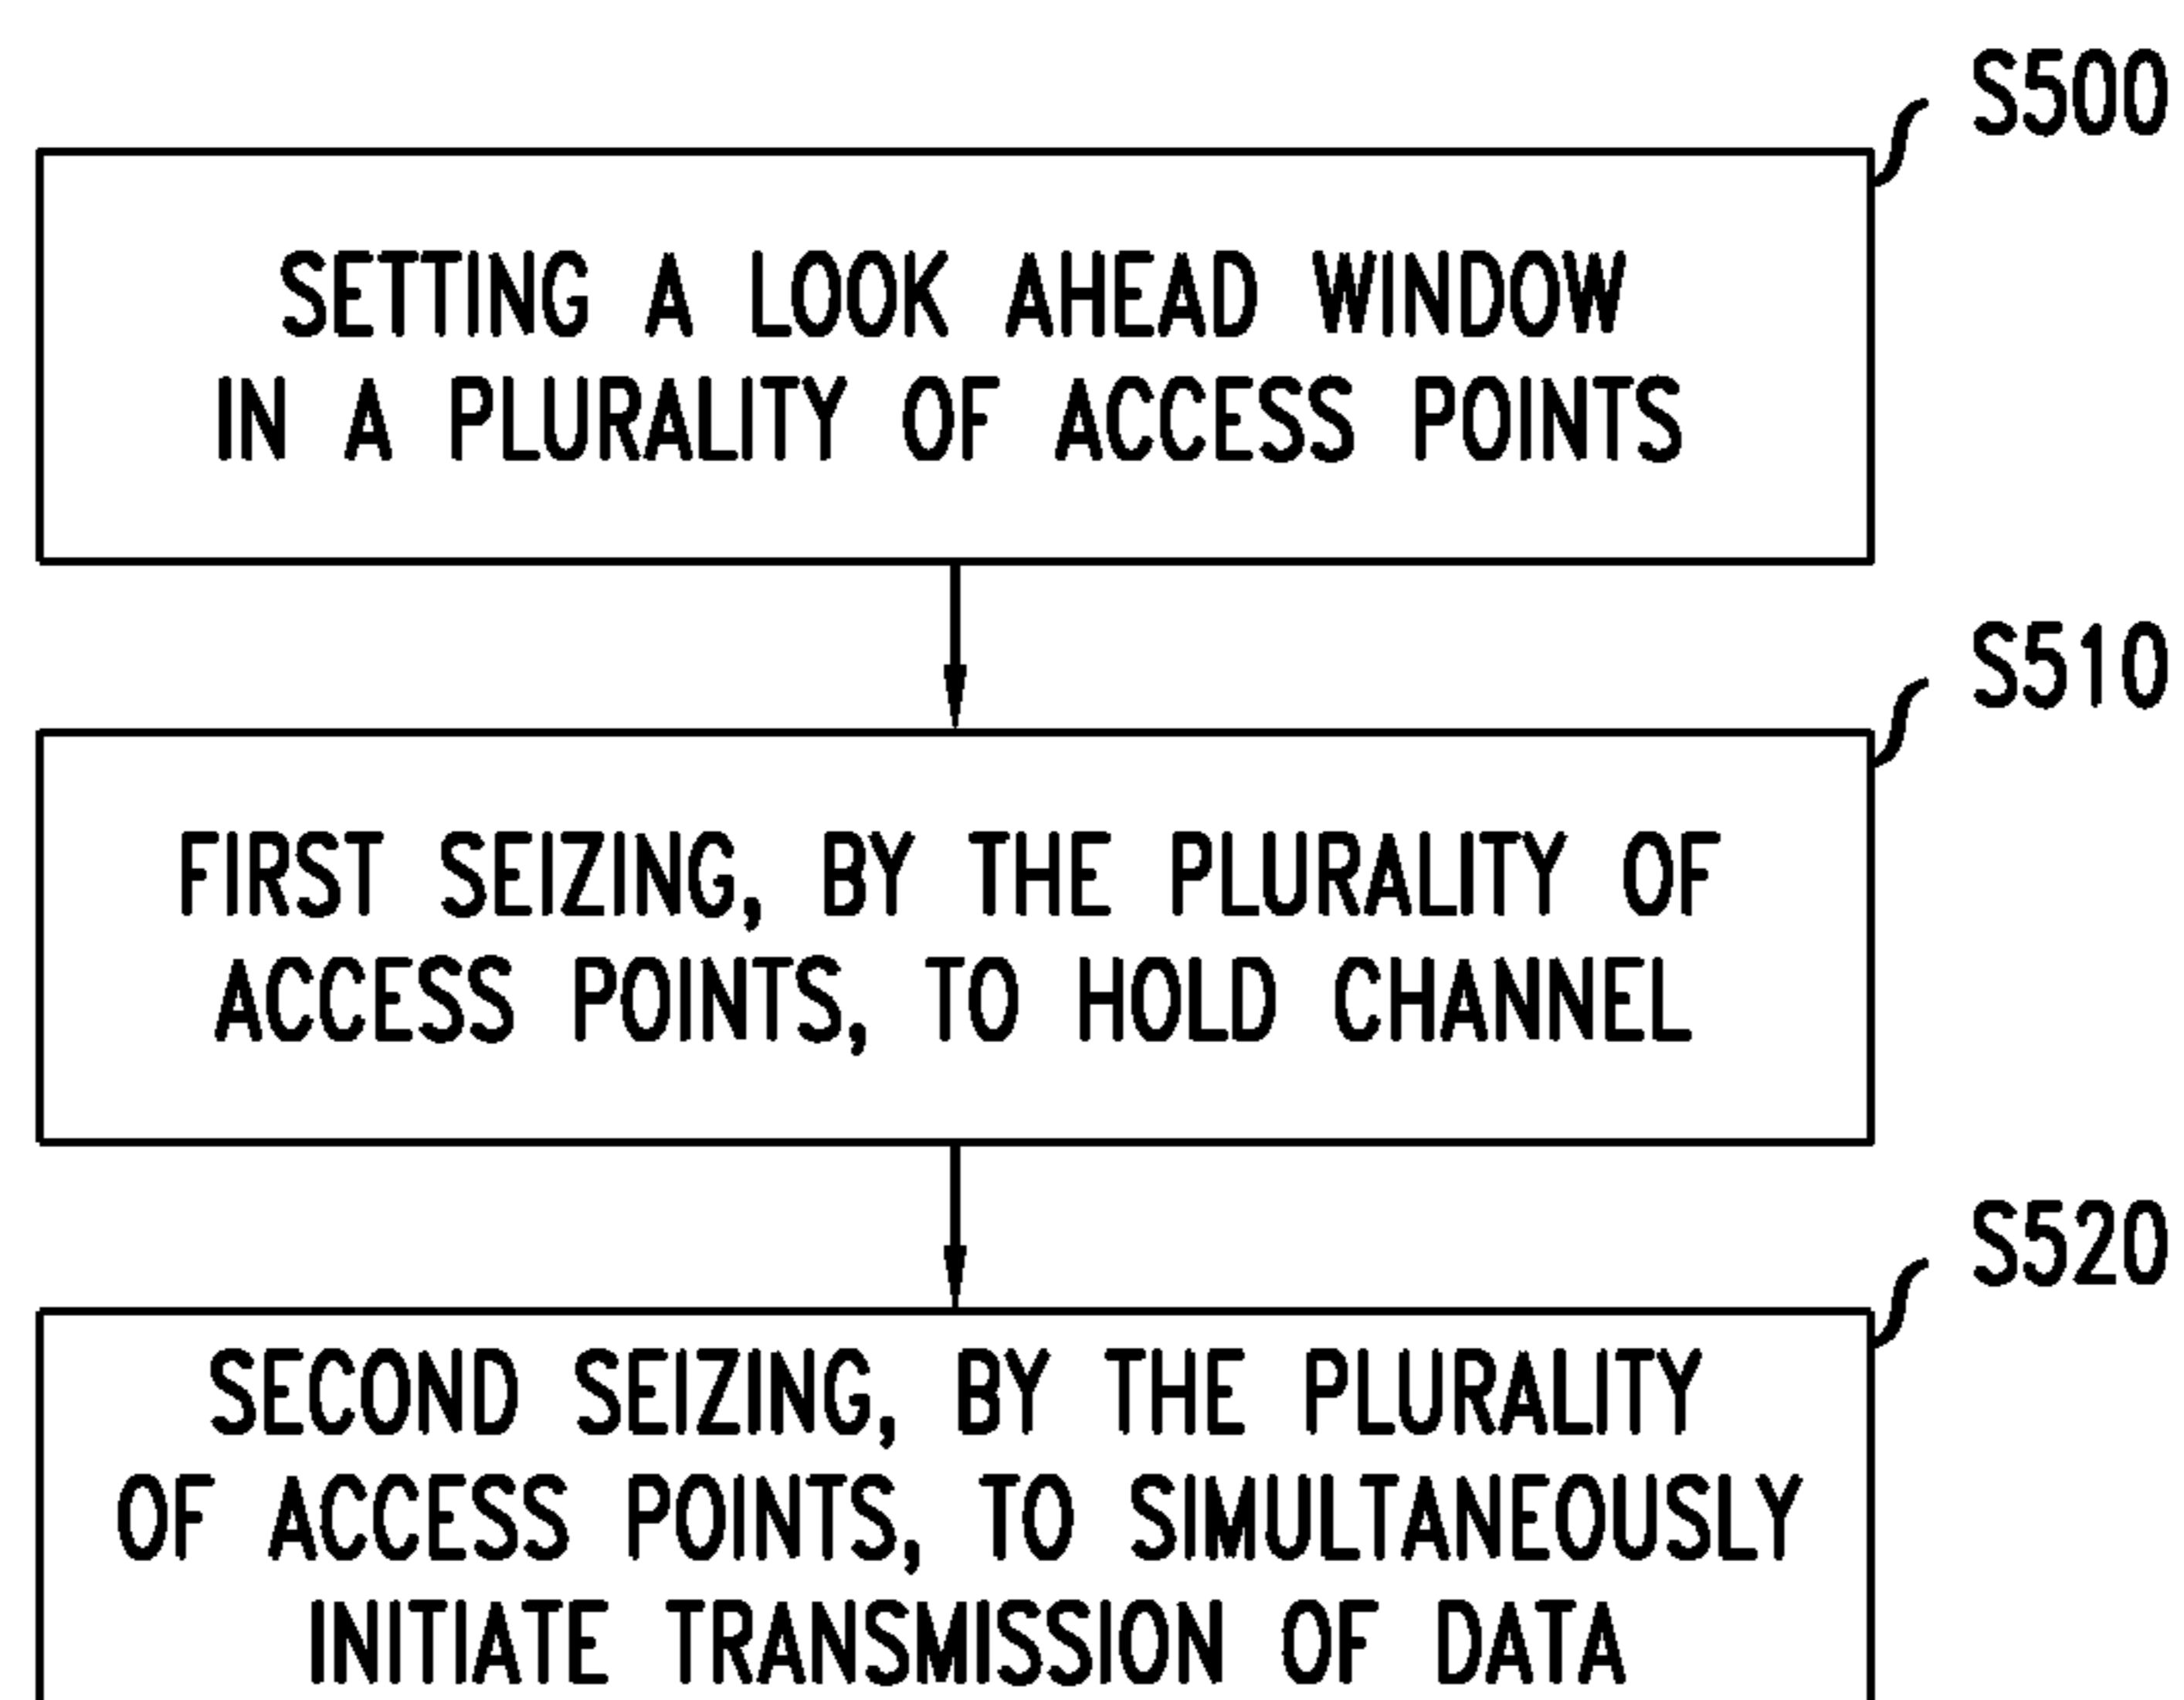 S500
SETTING A LOOK AHEAD WINDOW
IN A PLURALITY OF ACCESS POINTS
S510
FIRST SEIZING, BY THE PLURALITY OF
ACCESS POINTS, TO HOLD CHANNEL
S520
SECOND SEIZING, BY THE PLURALITY
OF ACCESS POINTS, TO SIMULTANEOUSLY
INITIATE TRANSMISSION OF DATA